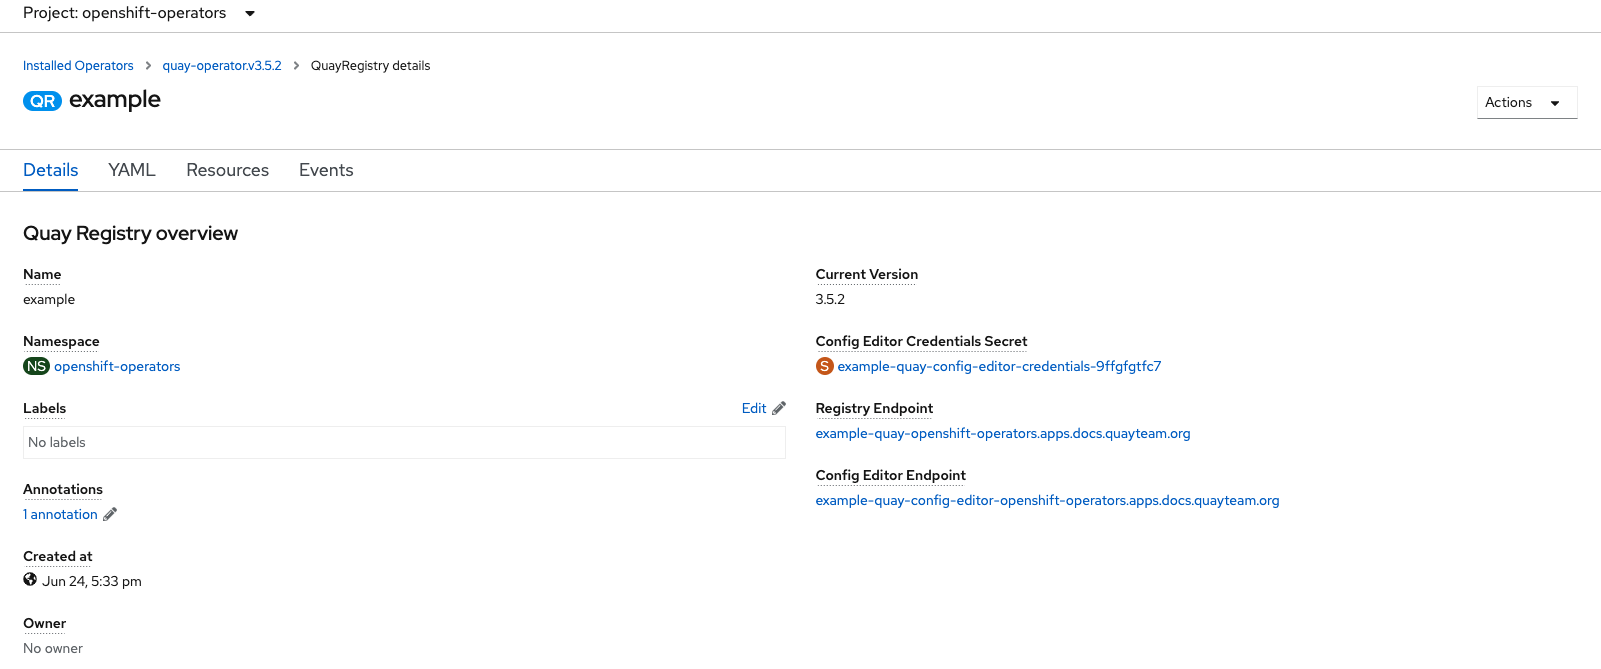 Project: openshift-operators
Installed Operators > quay-operator.v3.5.2 > QuayRegistry details
QR example
Actions
Details YAML Resources Events
Quay Registry overview
Name
example
Namespace
NS openshift-operators
Labels
Edit
No labels
Annotations
1 annotation
Created at
Jun 24, 5:33 pm
Owner
No owner
Current Version
3.5.2
Config Editor Credentials Secret
S example-quay-config-editor-credentials-9ffgfgtfc7
Registry Endpoint
example-quay-openshift-operators.apps.docs.quayteam.org
Config Editor Endpoint
example-quay-config-editor-openshift-operators.apps.docs.quayteam.org